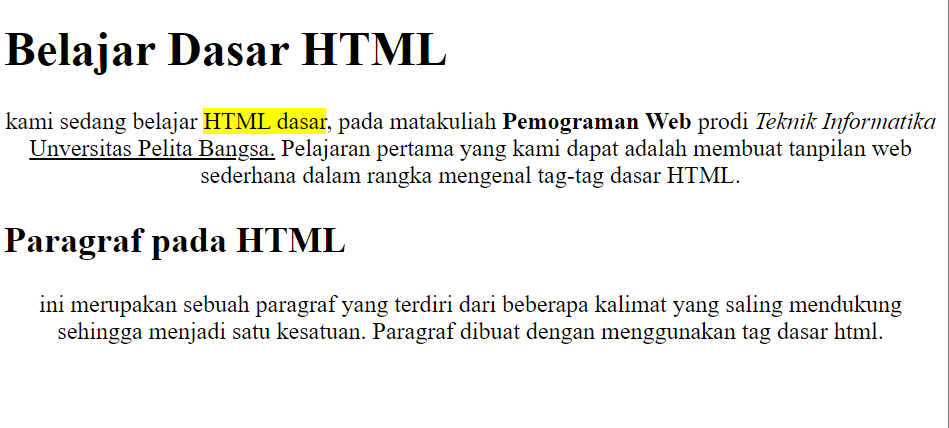 Belajar Dasar HTML
kami sedang belajar HTML dasar, pada matakuliah Pemograman Web prodi Teknik Informatika
Unversitas Pelita Bangsa. Pelajaran pertama yang kami dapat adalah membuat tanpilan web
sederhana dalam rangka mengenal tag-tag dasar HTML.
Paragraf pada HTML
ini merupakan sebuah paragraf yang terdiri dari beberapa kalimat yang saling mendukung
sehingga menjadi satu kesatuan. Paragraf dibuat dengan menggunakan tag dasar html.